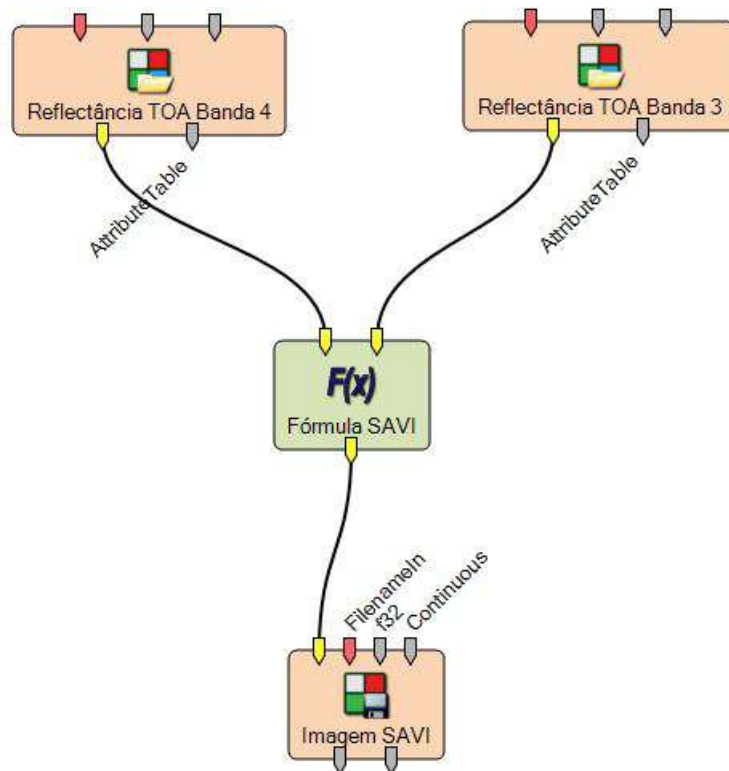 Reflectância TOA Banda 4
Reflectância TOA Banda 3
AttributeTable
AttributeTable
F(x)
Fórmula SAVI
FilenameIn
f32
Continuous
Imagem SAVI